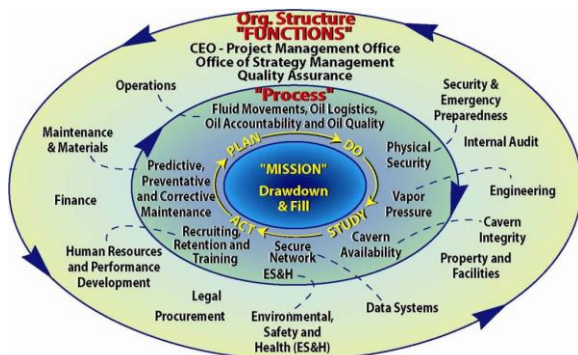 Org. Structure
"FUNCTIONS"
CEO - Project Management Office
Office of Strategy Management
Quality Assurance
"Process"
Fluid Movements, Oil Logistics,
Oil Accountability and Oil Quality
Operations
Security &
Emergency
Preparedness
Maintenance
& Materials
Internal Audit
PLAN
DO
Physical
Security
Predictive,
Preventative
and Corrective
Maintenance
"MISSION"
Drawdown
& Fill
Engineering
Finance
Vapor
Pressure
ACT
STUDY
Recruiting,
Retention and
Training
Secure
Network
Cavern
Availability
Cavern
Integrity
Human Resources
and Performance
Development
ES&H
Property and
Facilities
Legal
Procurement
Environmental,
Safety and
Health (ES&H)
Data Systems